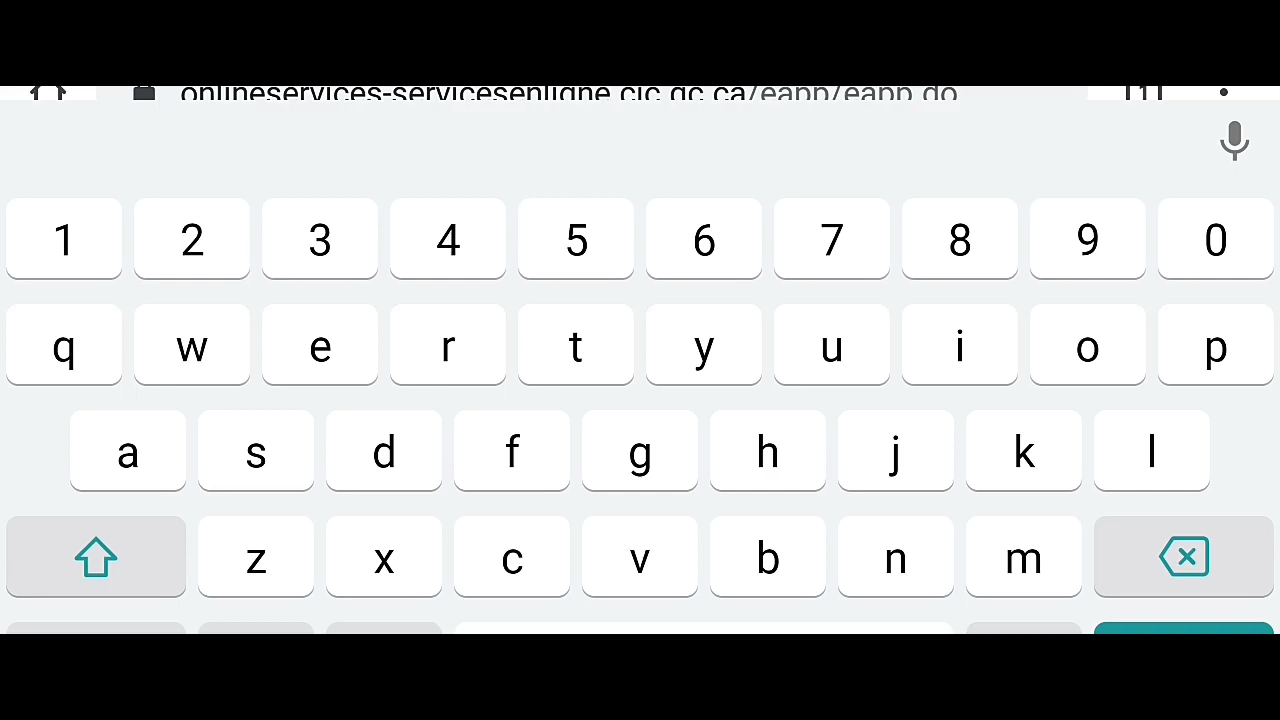 onlineservices-servicesenligne.cic.gc.ca/eapp/eapp.do
1 2 3 4 5 6 7 8 9 0
q w e r t y u i o p
a s d f g h j k l
z x c v b n m